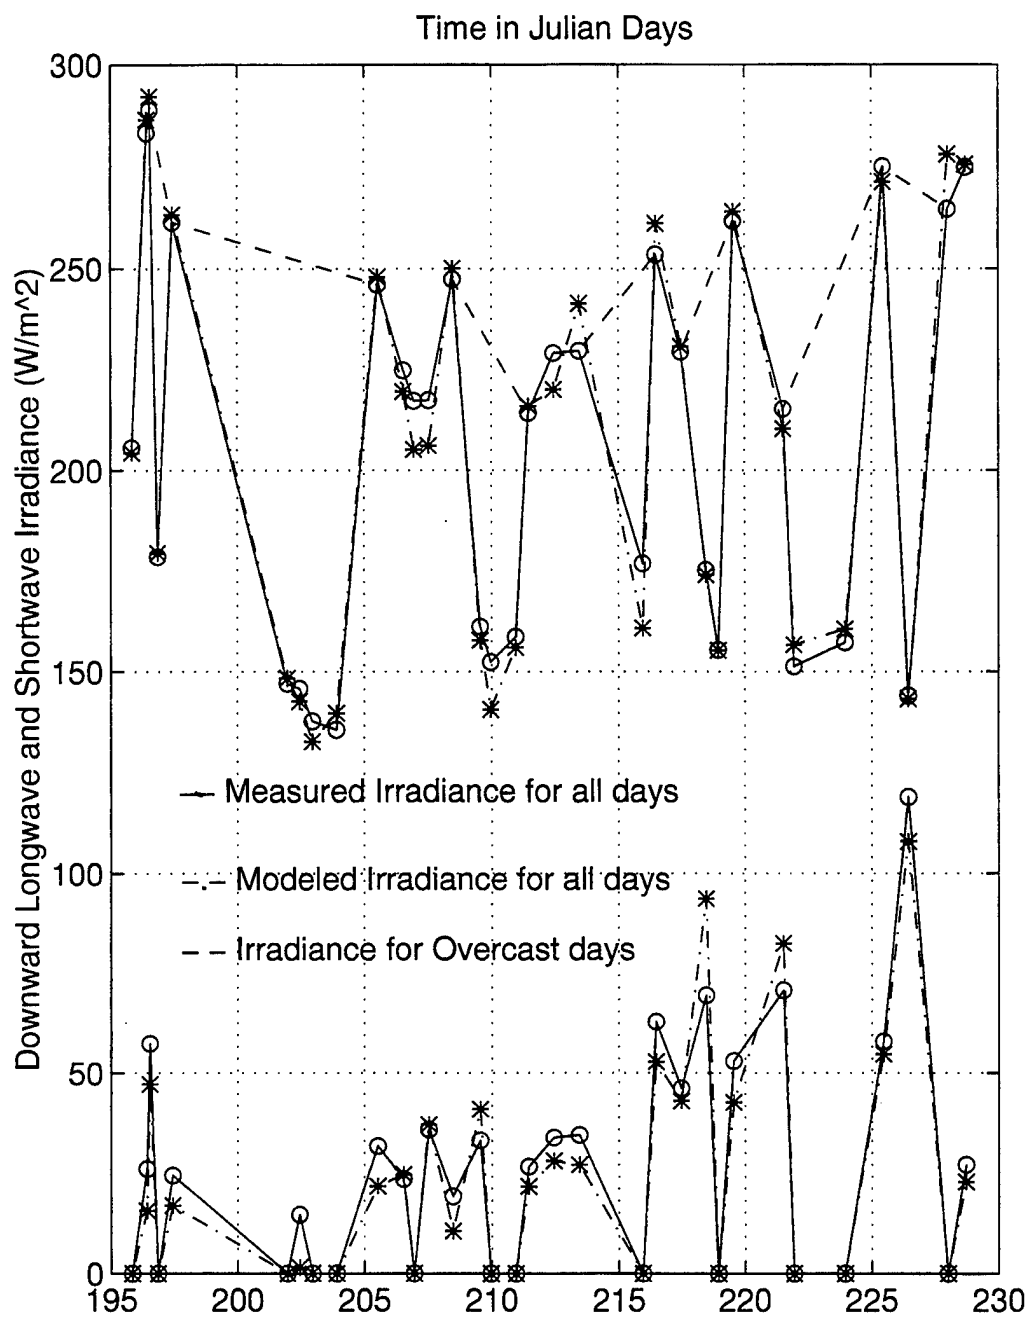 Time in Julian Days
Downward Longwave and Shortwave Irradiance (W/m^2)
300
250
200
150
100
50
0
Measured Irradiance for all days
Modeled Irradiance for all days
Irradiance for Overcast days
195 200 205 210 215 220 225 230